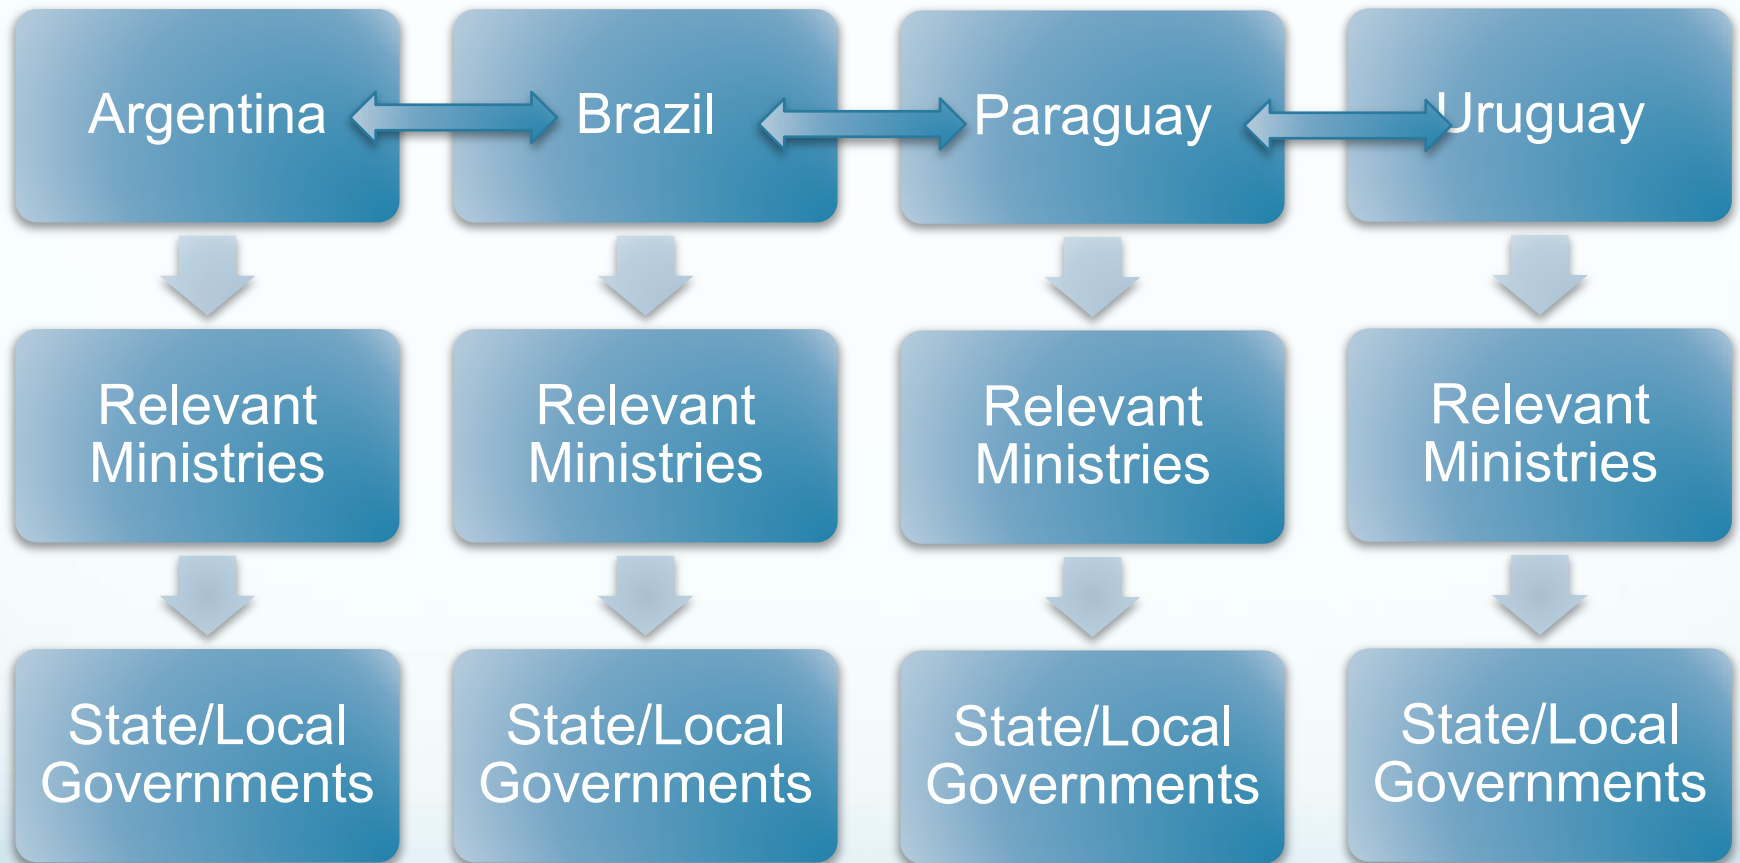 Argentina
Brazil
Paraguay
Uruguay
Relevant
Ministries
Relevant
Ministries
Relevant
Ministries
Relevant
Ministries
State/Local
Governments
State/Local
Governments
State/Local
Governments
State/Local
Governments